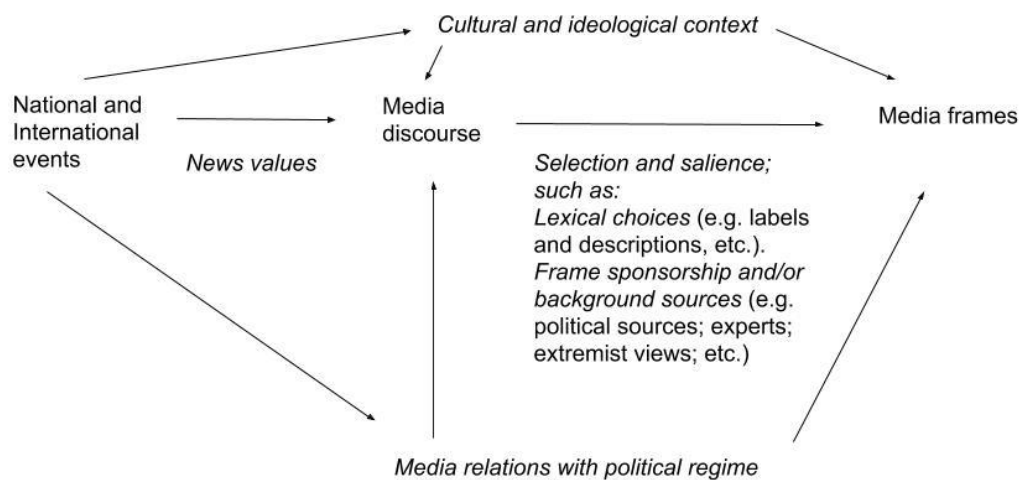 Cultural and ideological context
National and
International
events
News values
Media
discourse
Media frames
Selection and salience;
such as:
Lexical choices (e.g. labels
and descriptions, etc.).
Frame sponsorship and/or
background sources (e.g.
political sources; experts;
extremist views; etc.)
Media relations with political regime